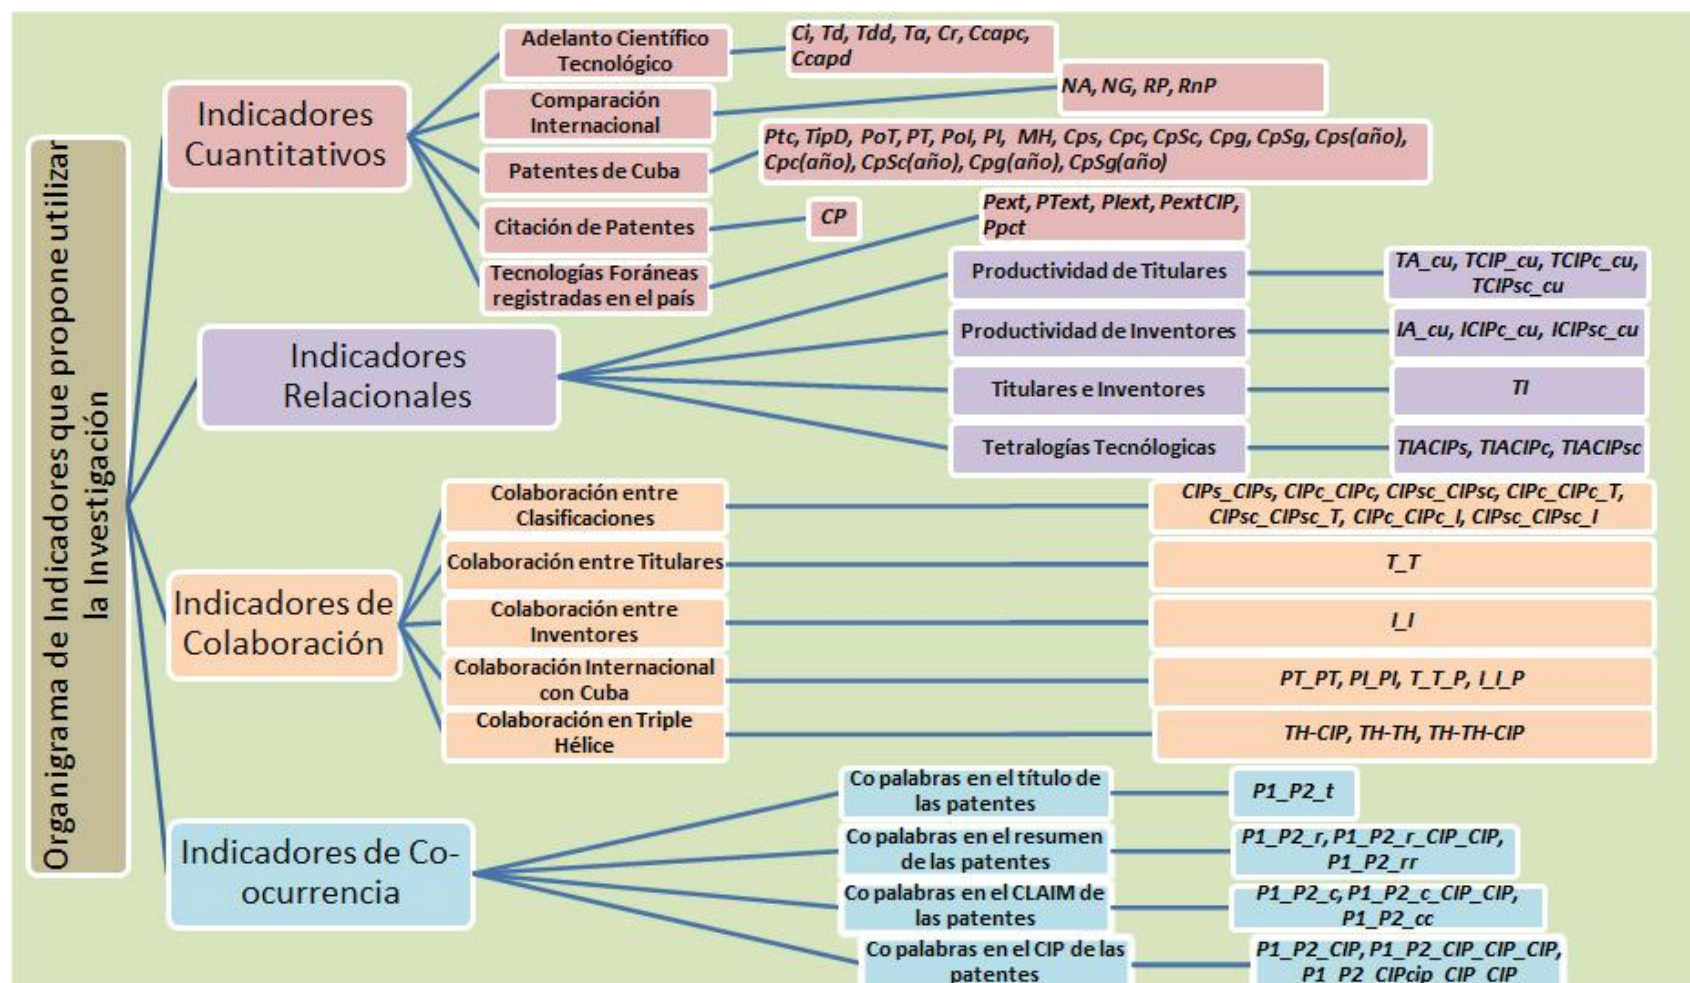 Organigrama de Indicadores que propone utilizar
la Investigación
Indicadores
Cuantitativos
Adelanto Científico
Tecnológico
Ci, Td, Tdd, Ta, Cr, Ccapc,
Ccapd
Comparación
Internacional
NA, NG, RP, RnP
Patentes de Cuba
Ptc, TipD, PoT, PT, PoI, PI, MH, Cps, Cpc, CpSc, Cpg, CpSg, Cps(año),
Cpc(año), CpSc(año), Cpg(año), CpSg(año)
Citación de Patentes
CP
Tecnologías Foráneas
registradas en el país
Pext, PText, PIext, PextCIP,
Ppct
Indicadores
Relacionales
Productividad de Titulares
TA_cu, TCIP_cu, TCIPc_cu,
TCIPsc_cu
Productividad de Inventores
IA_cu, ICIPc_cu, ICIPsc_cu
Titulares e Inventores
TI
Tetralogías Tecnólogicas
TIACIPs, TIACIPc, TIACIPsc
Indicadores de
Colaboración
Colaboración entre
Clasificaciones
CIPs_CIPs, CIPc_CIPc, CIPsc_CIPsc, CIPc_CIPc_T,
CIPsc_CIPsc_T, CIPc_CIPc_I, CIPsc_CIPsc_I
Colaboración entre Titulares
T_T
Colaboración entre
Inventores
I_I
Colaboración Internacional
con Cuba
PT_PT, PI_PI, T_T_P, I_I_P
Colaboración en Triple
Hélice
TH-CIP, TH-TH, TH-TH-CIP
Indicadores de Co-
ocurrencia
Co palabras en el título de
las patentes
P1_P2_t
Co palabras en el resumen
de las patentes
P1_P2_r, P1_P2_r_CIP_CIP,
P1_P2_rr
Co palabras en el CLAIM de
las patentes
P1_P2_c, P1_P2_c_CIP_CIP,
P1_P2_cc
Co palabras en el CIP de las
patentes
P1_P2_CIP, P1_P2_CIP_CIP_CIP,
P1_P2_CIPcip_CIP_CIP